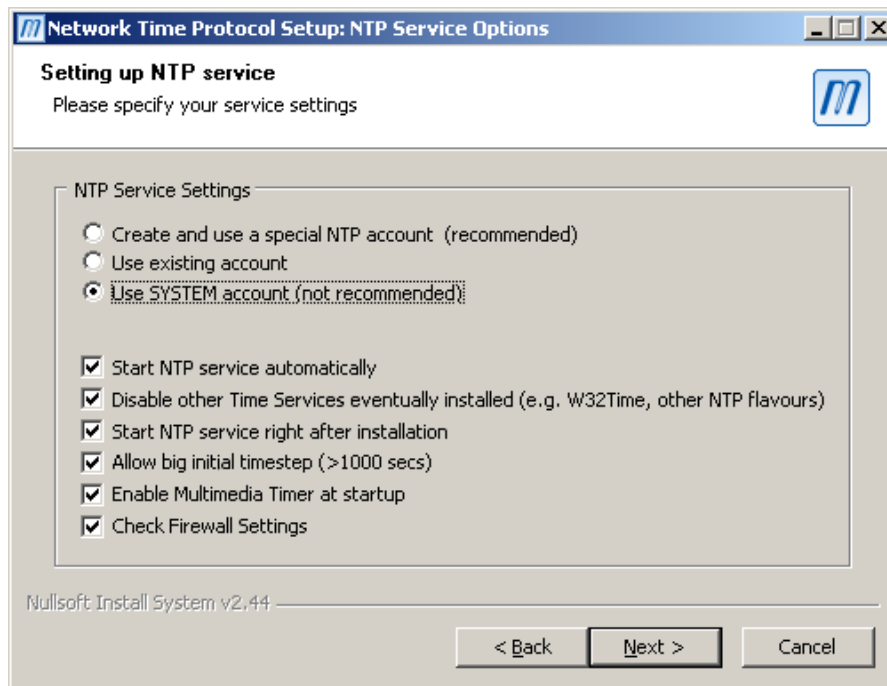 Network Time Protocol Setup: NTP Service Options
Setting up NTP service
Please specify your service settings
NTP Service Settings
Create and use a special NTP account (recommended)
Use existing account
Use SYSTEM account (not recommended)
Start NTP service automatically
Disable other Time Services eventually installed (e.g. W32Time, other NTP flavours)
Start NTP service right after installation
Allow big initial timestep (>1000 secs)
Enable Multimedia Timer at startup
Check Firewall Settings
Nullsoft Install System v2.44
< Back Next > Cancel